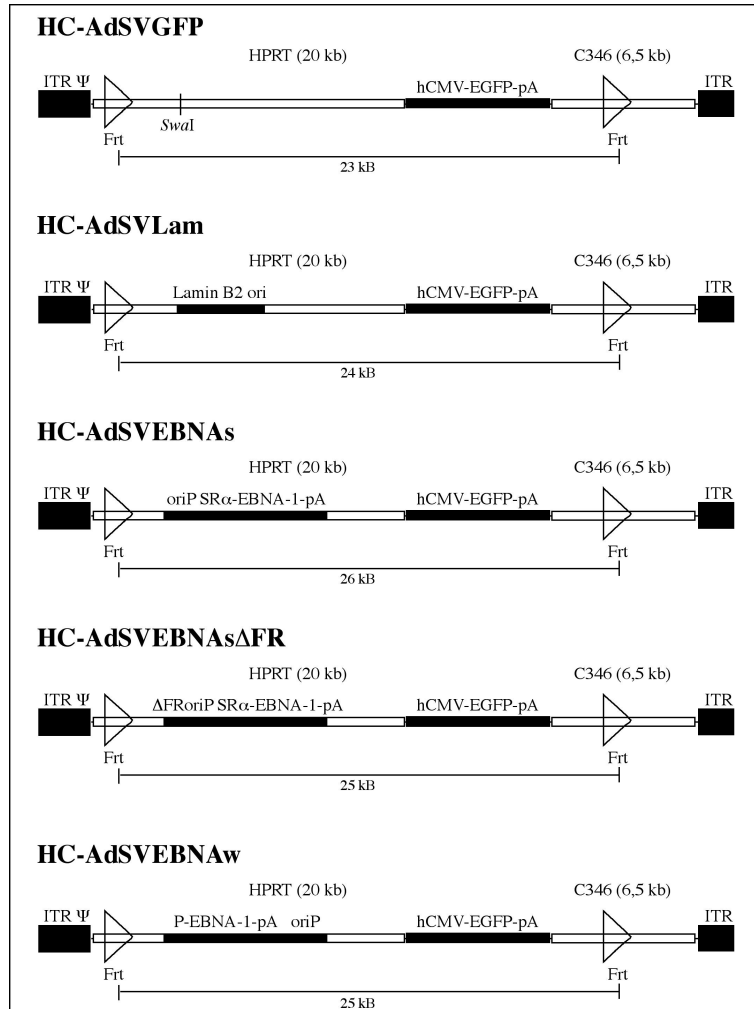 HC-AdSVGFP
HPRT (20 kb) C346 (6,5 kb)
ITR Ψ hCMV-EGFP-pA ITR
Frt SwaI Frt
23 kB
HC-AdSVLam
HPRT (20 kb) C346 (6,5 kb)
ITR Ψ Lamin B2 ori hCMV-EGFP-pA ITR
Frt Frt
24 kB
HC-AdSVEBNAs
HPRT (20 kb) C346 (6,5 kb)
ITR Ψ oriP SRα-EBNA-1-pA hCMV-EGFP-pA ITR
Frt Frt
26 kB
HC-AdSVEBNAsΔFR
HPRT (20 kb) C346 (6,5 kb)
ITR Ψ ΔFRoriP SRα-EBNA-1-pA hCMV-EGFP-pA ITR
Frt Frt
25 kB
HC-AdSVEBNAw
HPRT (20 kb) C346 (6,5 kb)
ITR Ψ P-EBNA-1-pA oriP hCMV-EGFP-pA ITR
Frt Frt
25 kB